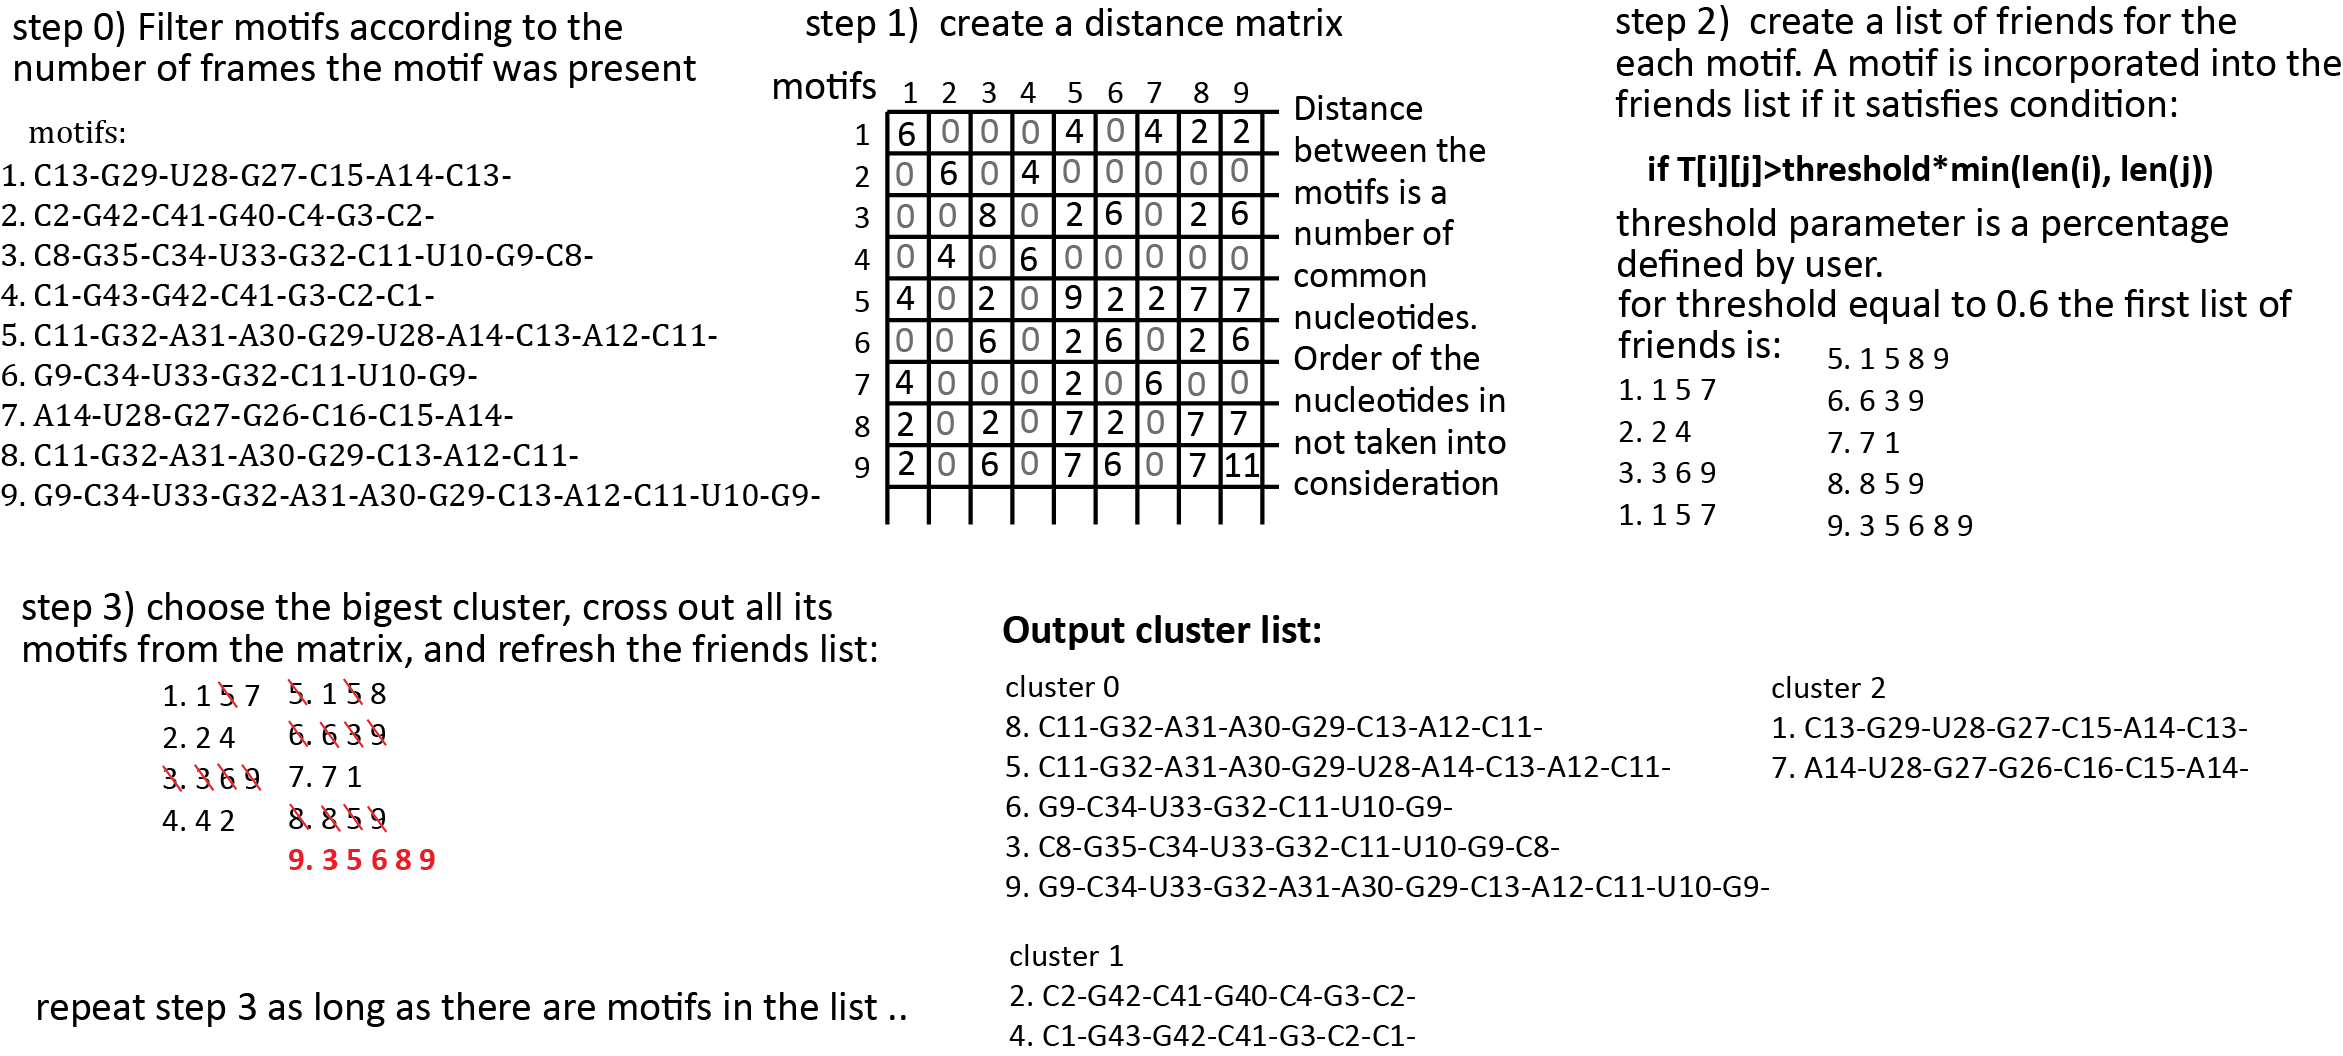 step 0) Filter motifs according to the
number of frames the motif was present
motifs:
1. C13-G29-U28-G27-C15-A14-C13-
2. C2-G42-C41-G40-C4-G3-C2-
3. C8-G35-C34-U33-G32-C11-U10-G9-C8-
4. C1-G43-G42-C41-G3-C2-C1-
5. C11-G32-A31-A30-G29-U28-A14-C13-A12-C11-
6. G9-C34-U33-G32-C11-U10-G9-
7. A14-U28-G27-G26-C16-C15-A14-
8. C11-G32-A31-A30-G29-C13-A12-C11-
9. G9-C34-U33-G32-A31-A30-G29-C13-A12-C11-U10-G9-
step 1) create a distance matrix
motifs 1 2 3 4 5 6 7 8 9
1 6 0 0 0 4 0 4 2 2
2 0 6 0 4 0 0 0 0 0
3 0 0 8 0 2 6 0 2 6
4 0 4 0 6 0 0 0 0 0
5 4 0 2 0 9 2 2 7 7
6 0 0 6 0 2 6 0 2 6
7 4 0 0 0 2 0 6 0 0
8 2 0 2 0 7 2 0 7 7
9 2 0 6 0 7 6 0 7 11
Distance
between the
motifs is a
number of
common
nucleotides.
Order of the
nucleotides in
not taken into
consideration
step 2) create a list of friends for the
each motif. A motif is incorporated into the
friends list if it satisfies condition:
if T[i][j]>threshold*min(len(i), len(j))
threshold parameter is a percentage
defined by user.
for threshold equal to 0.6 the first list of
friends is:
1. 1 5 7
2. 2 4
3. 3 6 9
1. 1 5 7
5. 1 5 8 9
6. 6 3 9
7. 7 1
8. 8 5 9
9. 3 5 6 8 9
step 3) choose the bigest cluster, cross out all its
motifs from the matrix, and refresh the friends list:
1. 1 5 7
2. 2 4
3. 3 6 9
4. 4 2
5. 1 5 8
6. 6 3 9
7. 7 1
8. 8 5 9
9. 3 5 6 8 9
repeat step 3 as long as there are motifs in the list ..
Output cluster list:
cluster 0
8. C11-G32-A31-A30-G29-C13-A12-C11-
5. C11-G32-A31-A30-G29-U28-A14-C13-A12-C11-
6. G9-C34-U33-G32-C11-U10-G9-
3. C8-G35-C34-U33-G32-C11-U10-G9-C8-
9. G9-C34-U33-G32-A31-A30-G29-C13-A12-C11-U10-G9-
cluster 1
2. C2-G42-C41-G40-C4-G3-C2-
4. C1-G43-G42-C41-G3-C2-C1-
cluster 2
1. C13-G29-U28-G27-C15-A14-C13-
7. A14-U28-G27-G26-C16-C15-A14-